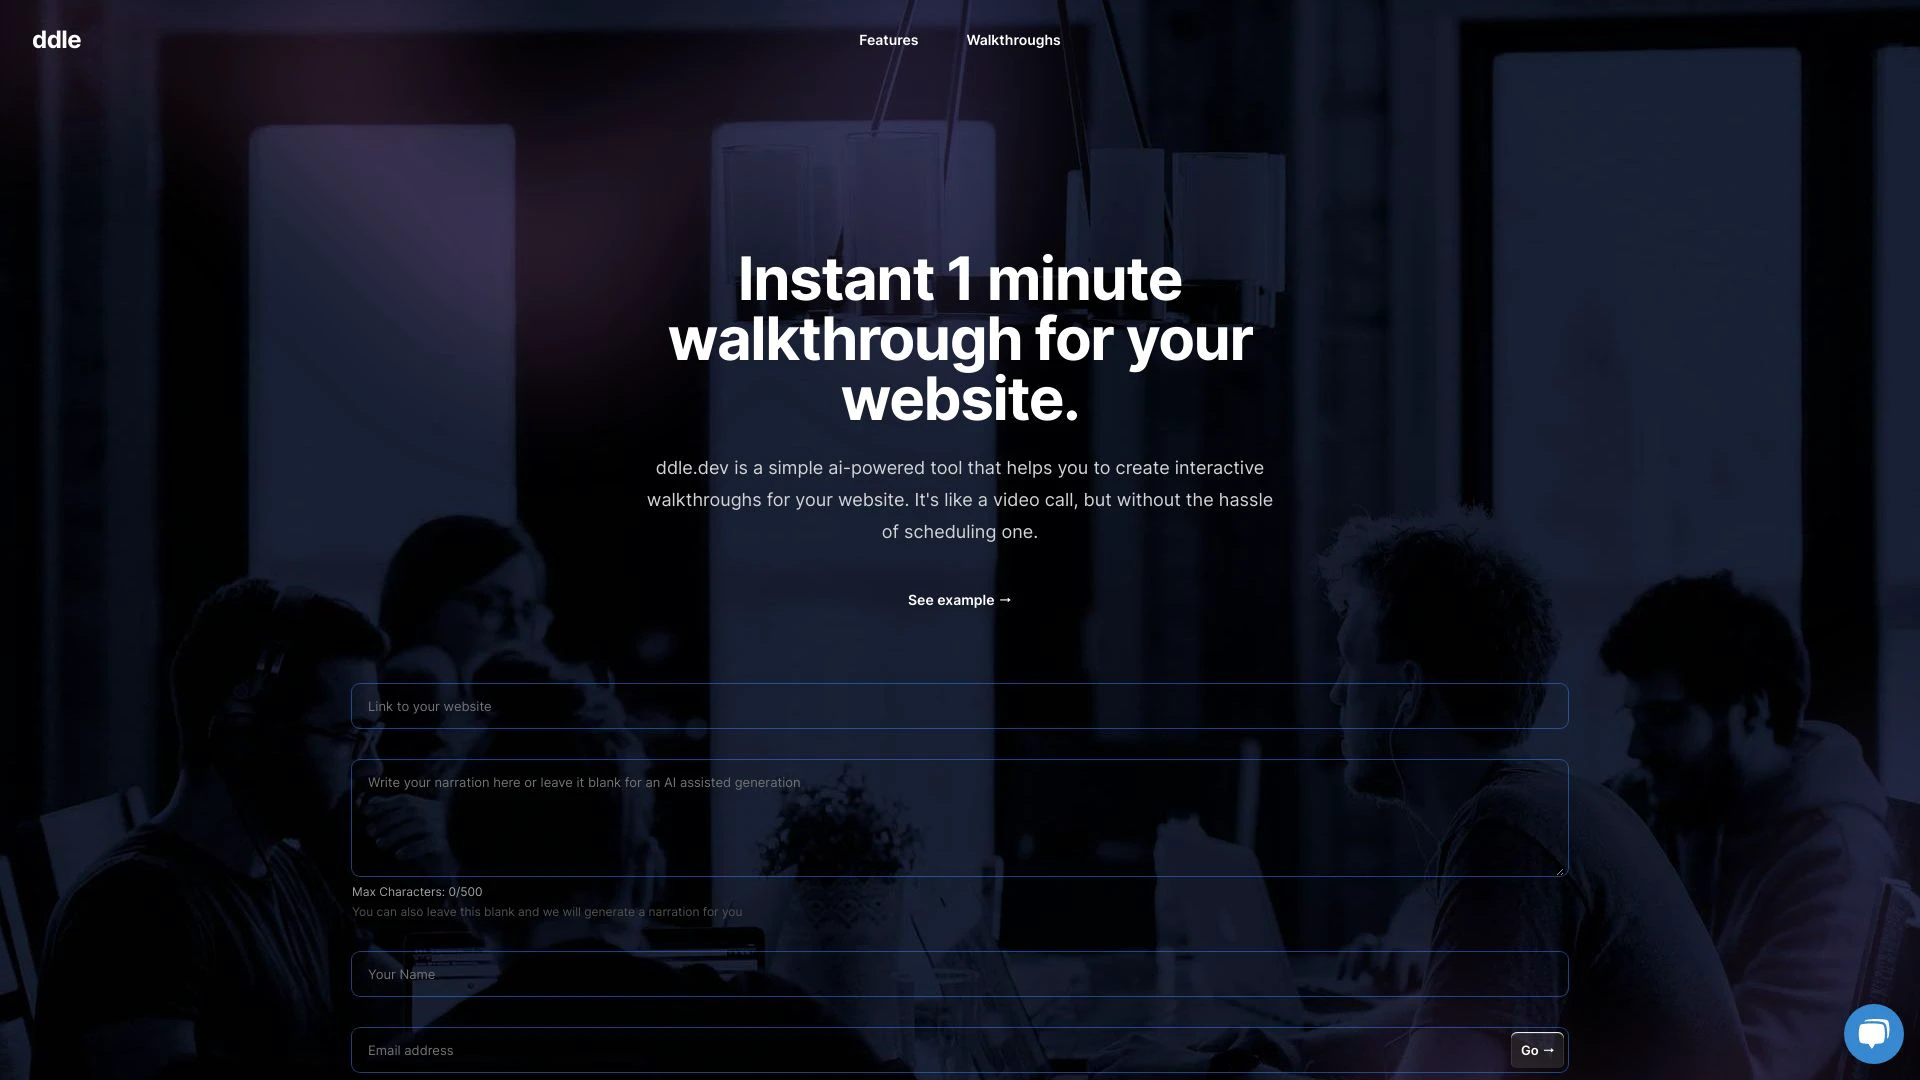 ddle
Features
Walkthroughs
Instant 1 minute
walkthrough for your
website.
ddle.dev is a simple ai-powered tool that helps you to create interactive
walkthroughs for your website. It's like a video call, but without the hassle
of scheduling one.
See example →
Link to your website
Write your narration here or leave it blank for an AI assisted generation
Max Characters: 0/500
You can also leave this blank and we will generate a narration for you
Your Name
Email address
Go →